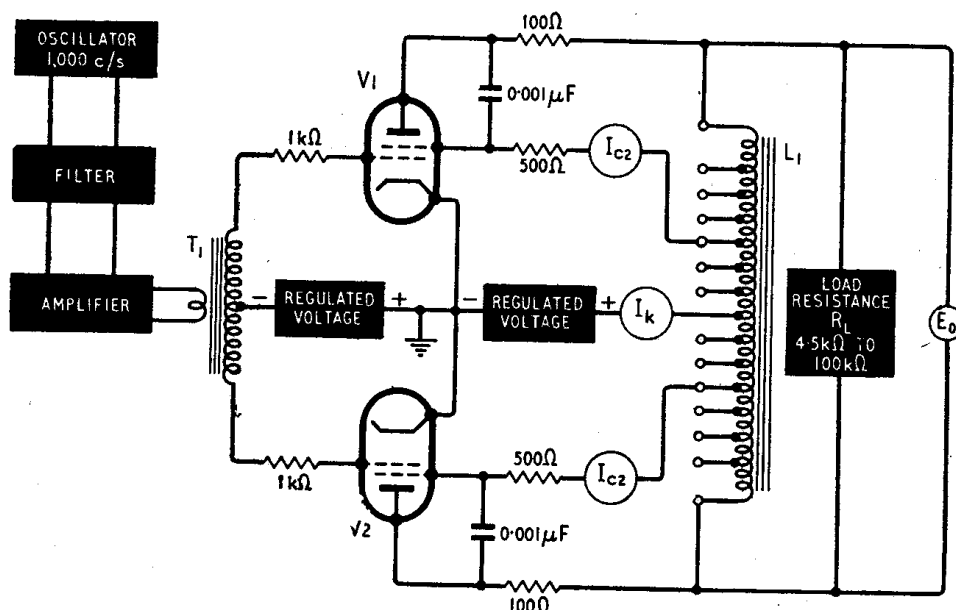 OSCILLATOR
1,000 c/s
FILTER
AMPLIFIER
T1
1kΩ
V1
100Ω
0·001μF
500Ω
Ic2
L1
− REGULATED VOLTAGE +
− REGULATED VOLTAGE +
Ik
LOAD
RESISTANCE
RL
4·5kΩ TO
100kΩ
E0
1kΩ
V2
500Ω
Ic2
0·001μF
100Ω